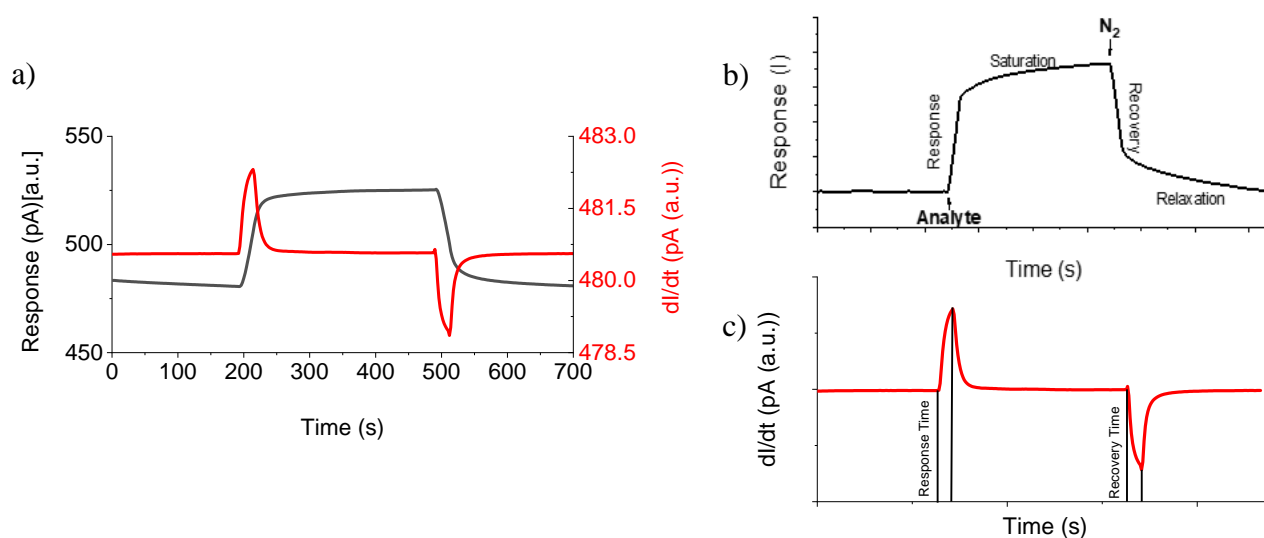 a)
Response (pA)[a.u.]
550
500
450
483.0
481.5
480.0
478.5
dI/dt (pA (a.u.))
0 100 200 300 400 500 600 700
Time (s)
b)
Response (I)
N2
Saturation
Response
Recovery
Relaxation
Analyte
Time (s)
c)
dI/dt (pA (a.u.))
Response Time
Recovery Time
Time (s)